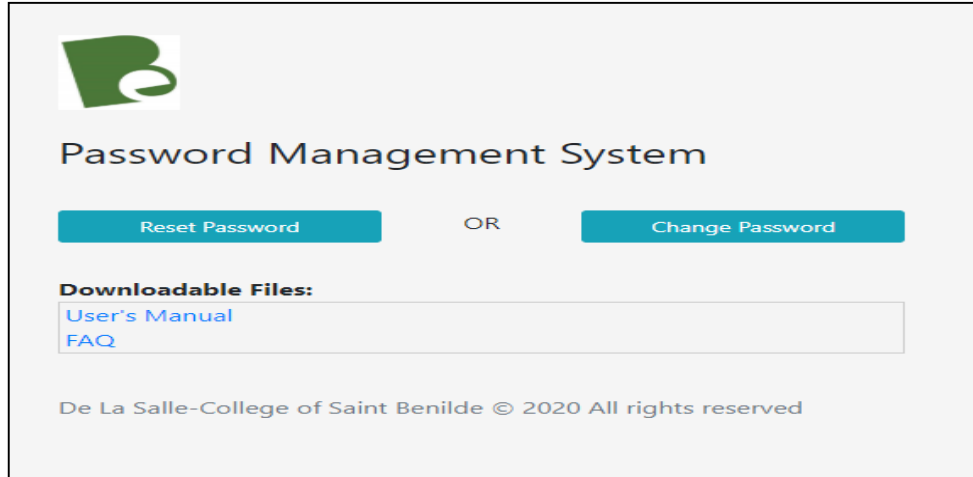 Password Management System
Reset Password OR Change Password
Downloadable Files:
User's Manual
FAQ
De La Salle-College of Saint Benilde © 2020 All rights reserved